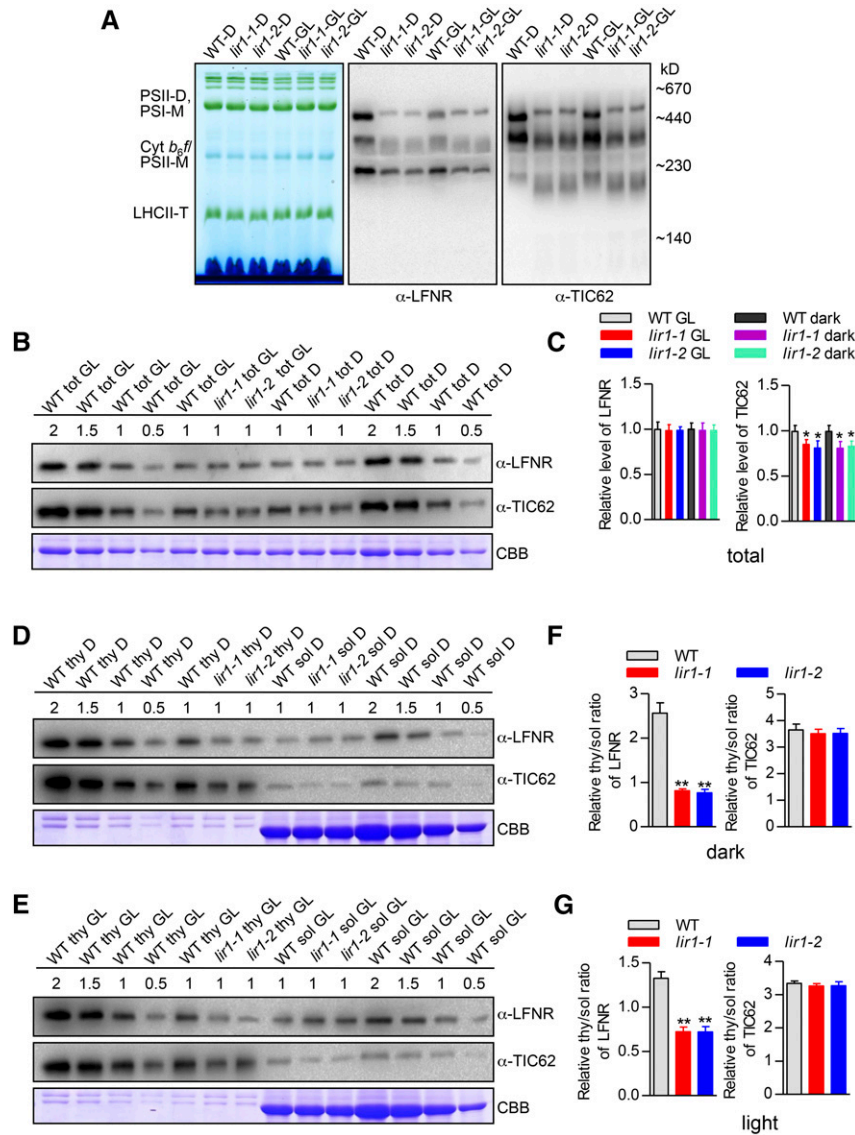 A
WT-D
lir1-1-D
lir1-2-D
WT-GL
lir1-1-GL
lir1-2-GL
WT-D
lir1-1-D
lir1-2-D
WT-GL
lir1-1-GL
lir1-2-GL
WT-D
lir1-1-D
lir1-2-D
WT-GL
lir1-1-GL
lir1-2-GL
kD
PSII-D,
PSI-M
Cyt b6f/
PSII-M
LHCII-T
~670
~440
~230
~140
α-LFNR
α-TIC62
B
WT tot GL
WT tot GL
WT tot GL
WT tot GL
WT tot GL
lir1-1 tot GL
lir1-2 tot GL
WT tot D
lir1-1 tot D
lir1-2 tot D
WT tot D
WT tot D
WT tot D
WT tot D
2 1.5 1 0.5 1 1 1 1 1 1 2 1.5 1 0.5
α-LFNR
α-TIC62
CBB
C
WT GL
WT dark
lir1-1 GL
lir1-1 dark
lir1-2 GL
lir1-2 dark
Relative level of LFNR
1.5
1.0
0.5
0.0
Relative level of TIC62
1.5
1.0
0.5
0.0
* * * *
total
D
WT thy D
WT thy D
WT thy D
WT thy D
WT thy D
lir1-1 thy D
lir1-2 thy D
WT sol D
lir1-1 sol D
lir1-2 sol D
WT sol D
WT sol D
WT sol D
WT sol D
2 1.5 1 0.5 1 1 1 1 1 1 2 1.5 1 0.5
α-LFNR
α-TIC62
CBB
F
WT
lir1-1
lir1-2
Relative thy/sol ratio
of LFNR
3
2
1
0
** **
Relative thy/sol ratio
of TIC62
5
4
3
2
1
0
dark
E
WT thy GL
WT thy GL
WT thy GL
WT thy GL
WT thy GL
lir1-1 thy GL
lir1-2 thy GL
WT sol GL
lir1-1 sol GL
lir1-2 sol GL
WT sol GL
WT sol GL
WT sol GL
WT sol GL
2 1.5 1 0.5 1 1 1 1 1 1 2 1.5 1 0.5
α-LFNR
α-TIC62
CBB
G
WT
lir1-1
lir1-2
Relative thy/sol ratio
of LFNR
1.5
1.0
0.5
0.0
** **
Relative thy/sol ratio
of TIC62
4
3
2
1
0
light